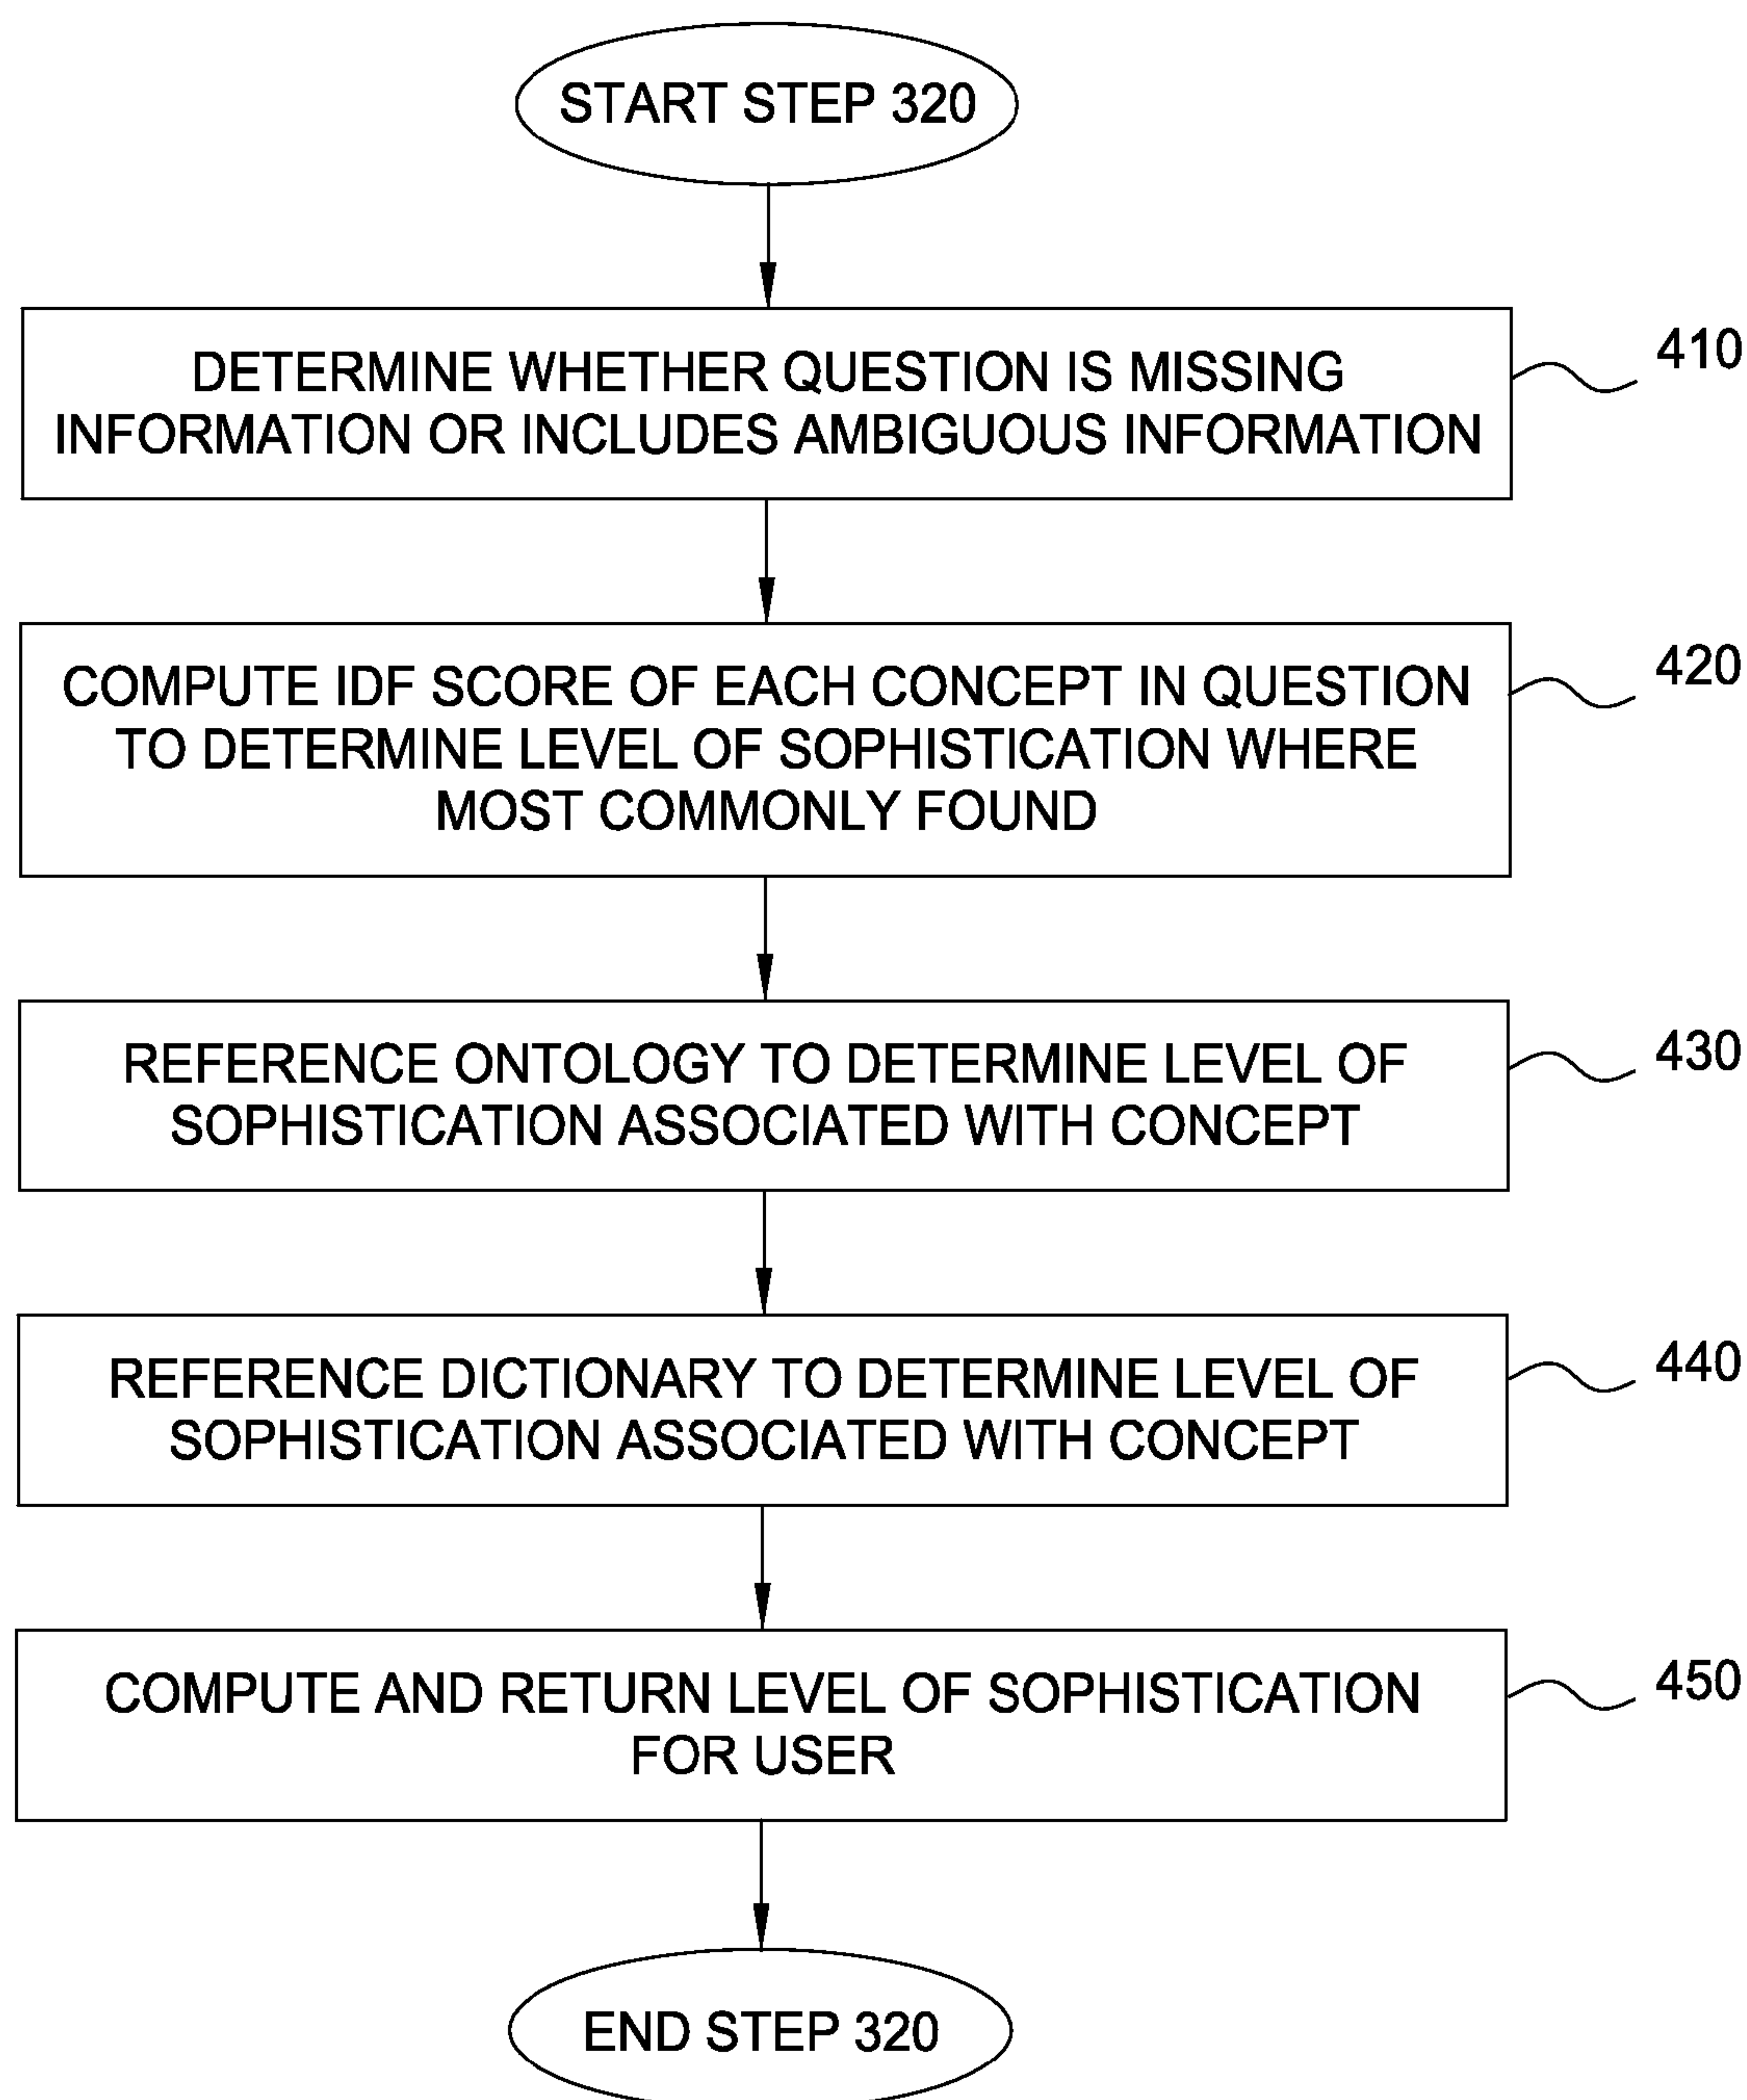 START STEP 320
DETERMINE WHETHER QUESTION IS MISSING
INFORMATION OR INCLUDES AMBIGUOUS INFORMATION
410
COMPUTE IDF SCORE OF EACH CONCEPT IN QUESTION
TO DETERMINE LEVEL OF SOPHISTICATION WHERE
MOST COMMONLY FOUND
420
REFERENCE ONTOLOGY TO DETERMINE LEVEL OF
SOPHISTICATION ASSOCIATED WITH CONCEPT
430
REFERENCE DICTIONARY TO DETERMINE LEVEL OF
SOPHISTICATION ASSOCIATED WITH CONCEPT
440
COMPUTE AND RETURN LEVEL OF SOPHISTICATION
FOR USER
450
END STEP 320